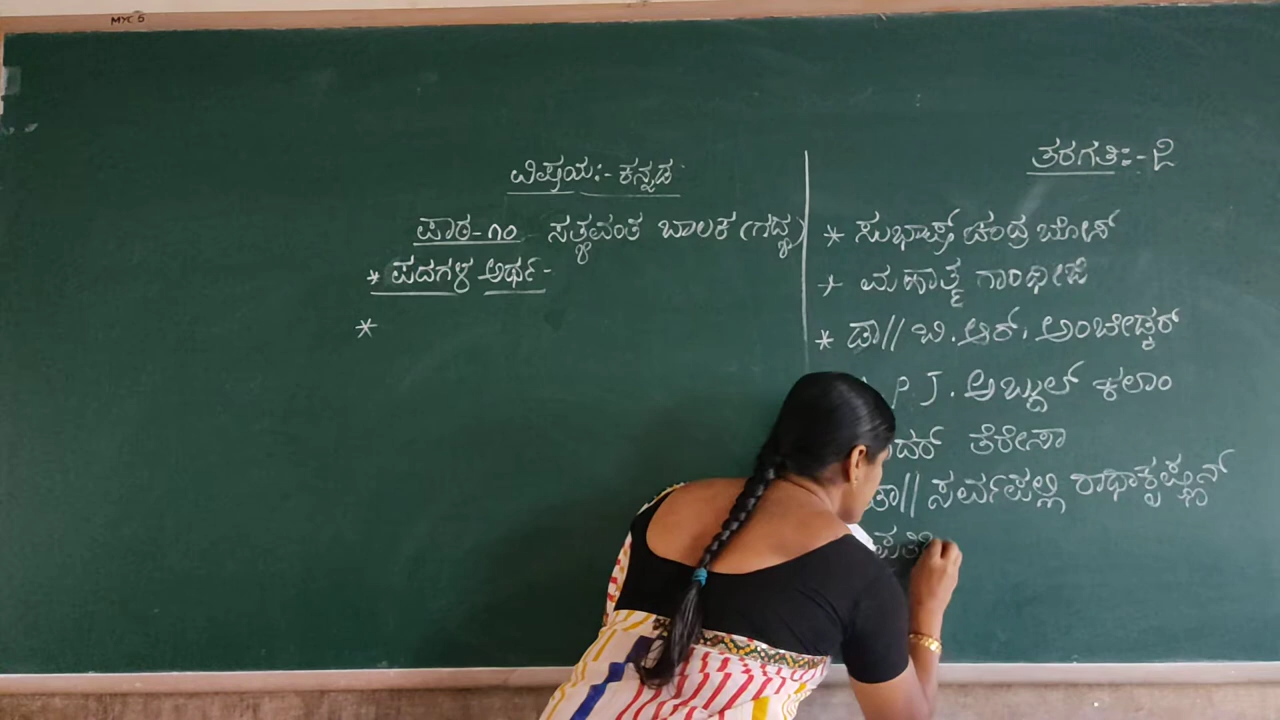 MYC 5
ವಿಷಯ:- ಕನ್ನಡ
ಪಾಠ-೧೦ ಸತ್ಯವಂತ ಬಾಲಕ (ಗದ್ಯ)
* ಪದಗಳ ಅರ್ಥ-
*
ತರಗತಿ:-
* ಸುಭಾಷ್ ಚಂದ್ರ ಬೋಸ್
* ಮಹಾತ್ಮ ಗಾಂಧೀಜಿ
* ಡಾ// ಬಿ.ಆರ್. ಅಂಬೇಡ್ಕರ್
P J. ಅಬ್ದುಲ್ ಕಲಾಂ
ದರ್ ತೆರೇಸಾ
ಡಾ// ಸರ್ವಪಲ್ಲಿ ರಾಧಾಕೃಷ್ಣನ್